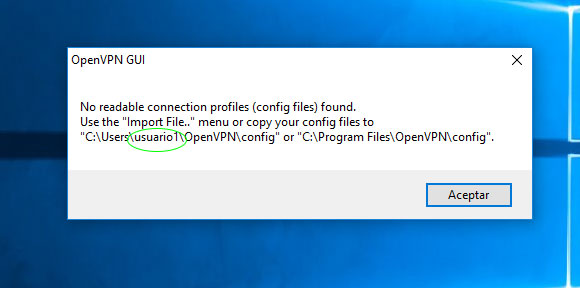 OpenVPN GUI
No readable connection profiles (config files) found.
Use the "Import File.." menu or copy your config files to
"C:\Users\usuario1\OpenVPN\config" or "C:\Program Files\OpenVPN\config".
Aceptar